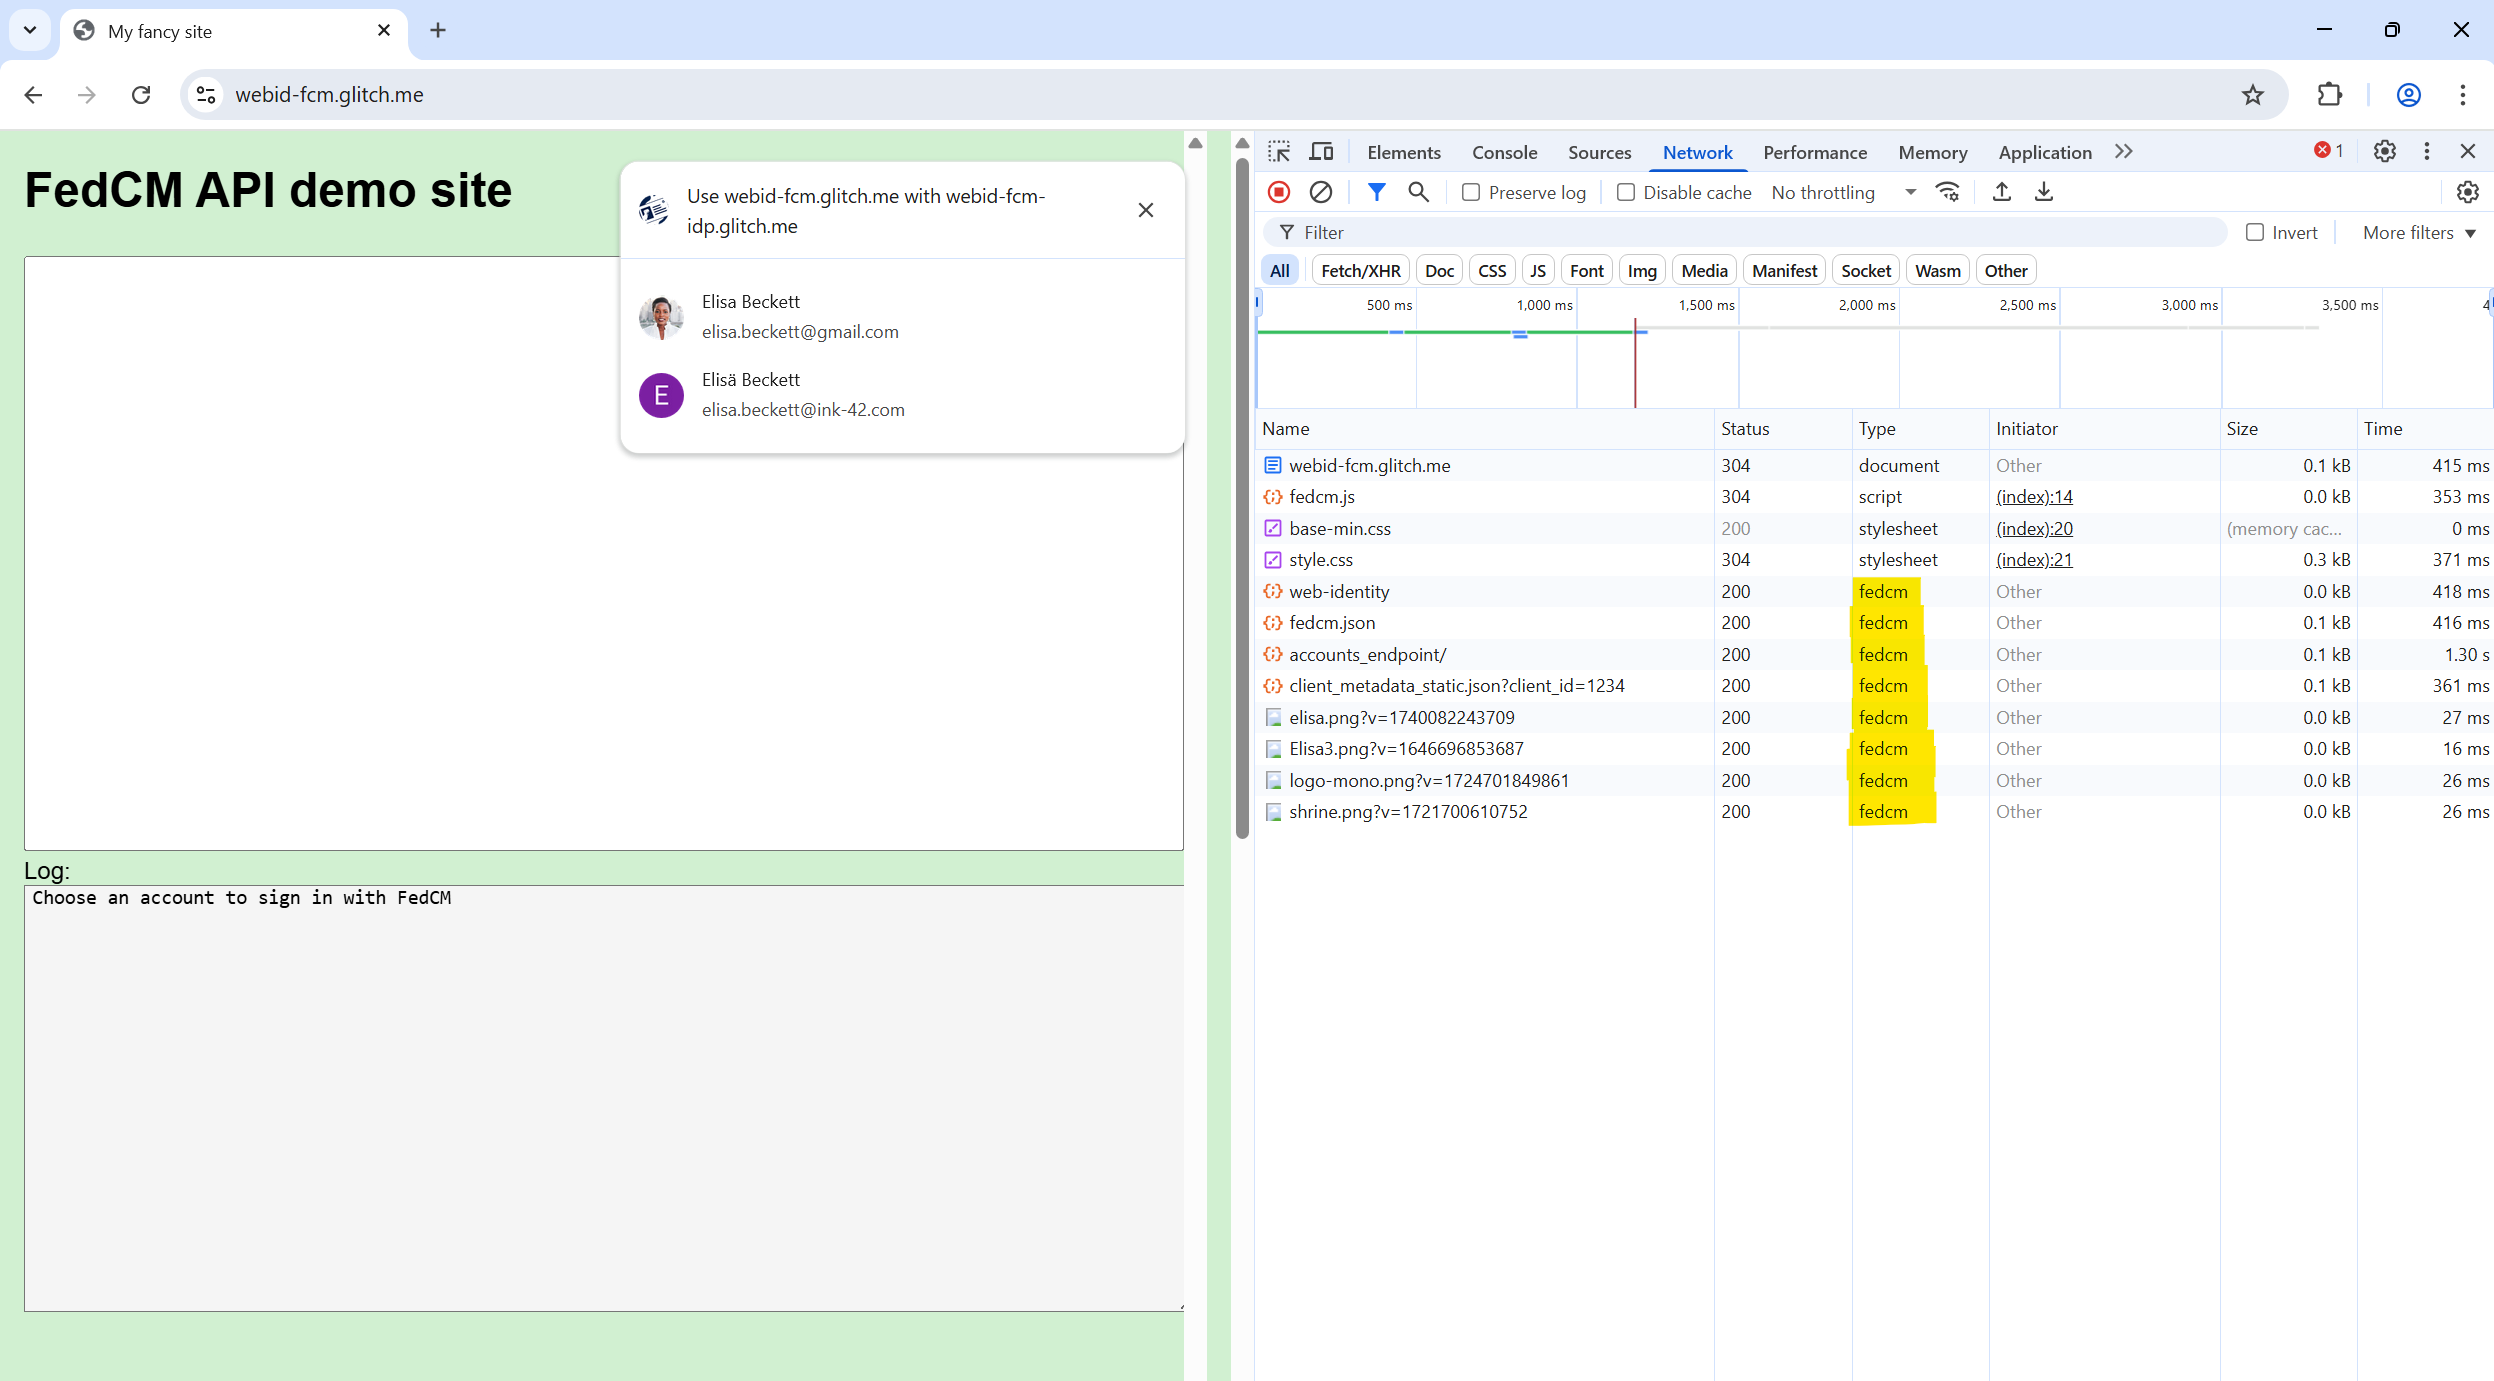 My fancy site
webid-fcm.glitch.me
FedCM API demo site
Use webid-fcm.glitch.me with webid-fcm-
idp.glitch.me
Elisa Beckett
elisa.beckett@gmail.com
E
Elisä Beckett
elisa.beckett@ink-42.com
Log:
Choose an account to sign in with FedCM
Elements Console Sources Network Performance Memory Application 1
Preserve log Disable cache No throttling
Filter Invert More filters
All Fetch/XHR Doc CSS JS Font Img Media Manifest Socket Wasm Other
500 ms 1,000 ms 1,500 ms 2,000 ms 2,500 ms 3,000 ms 3,500 ms 4
Name Status Type Initiator Size Time
webid-fcm.glitch.me 304 document Other 0.1 kB 415 ms
fedcm.js 304 script (index):14 0.0 kB 353 ms
base-min.css 200 stylesheet (index):20 (memory cac... 0 ms
style.css 304 stylesheet (index):21 0.3 kB 371 ms
web-identity 200 fedcm Other 0.0 kB 418 ms
fedcm.json 200 fedcm Other 0.1 kB 416 ms
accounts_endpoint/ 200 fedcm Other 0.1 kB 1.30 s
client_metadata_static.json?client_id=1234 200 fedcm Other 0.1 kB 361 ms
elisa.png?v=1740082243709 200 fedcm Other 0.0 kB 27 ms
Elisa3.png?v=1646696853687 200 fedcm Other 0.0 kB 16 ms
logo-mono.png?v=1724701849861 200 fedcm Other 0.0 kB 26 ms
shrine.png?v=1721700610752 200 fedcm Other 0.0 kB 26 ms